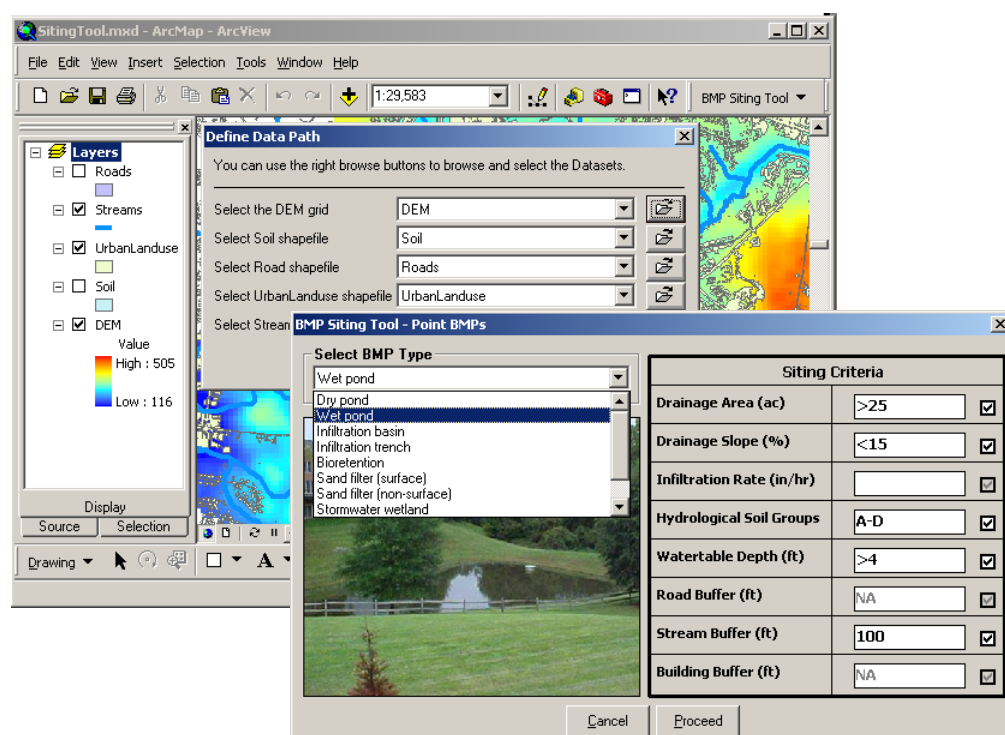 SitingTool.mxd - ArcMap - ArcView
File Edit View Insert Selection Tools Window Help
1:29,583
BMP Siting Tool
Layers
Roads
Streams
UrbanLanduse
Soil
DEM
Value
High : 505
Low : 116
Display
Source Selection
Drawing
A
Define Data Path
You can use the right browse buttons to browse and select the Datasets.
Select the DEM grid DEM
Select Soil shapefile Soil
Select Road shapefile Roads
Select UrbanLanduse shapefile UrbanLanduse
Select Stream
BMP Siting Tool - Point BMPs
Select BMP Type
Wet pond
Dry pond
Wet pond
Infiltration basin
Infiltration trench
Bioretention
Sand filter (surface)
Sand filter (non-surface)
Stormwater wetland
Siting Criteria
Drainage Area (ac) >25
Drainage Slope (%) <15
Infiltration Rate (in/hr)
Hydrological Soil Groups A-D
Watertable Depth (ft) >4
Road Buffer (ft) NA
Stream Buffer (ft) 100
Building Buffer (ft) NA
Cancel Proceed